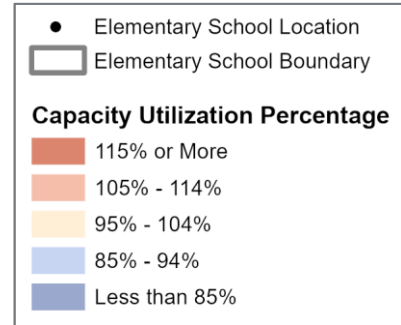 Elementary School Location
Elementary School Boundary
Capacity Utilization Percentage
115% or More
105% - 114%
95% - 104%
85% - 94%
Less than 85%